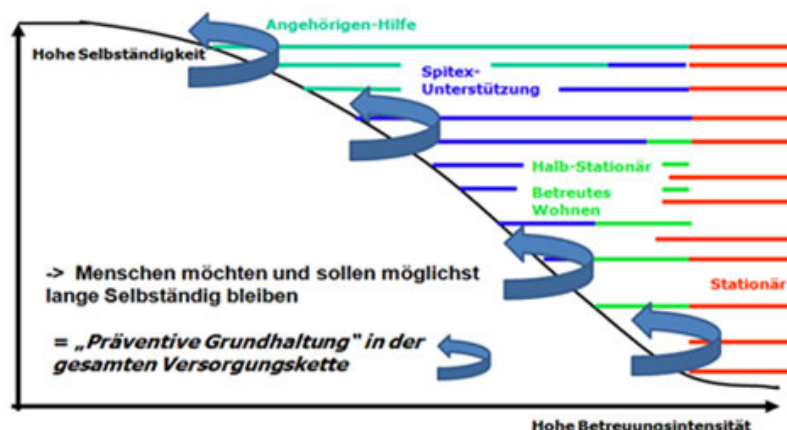 Angehörigen-Hilfe
Hohe Selbständigkeit
Spitex-
Unterstützung
Halb-Stationär
Betreutes
Wohnen
-> Menschen möchten und sollen möglichst
lange Selbständig bleiben
Stationär
= „Präventive Grundhaltung" in der
gesamten Versorgungskette
Hohe Betreuungsintensität